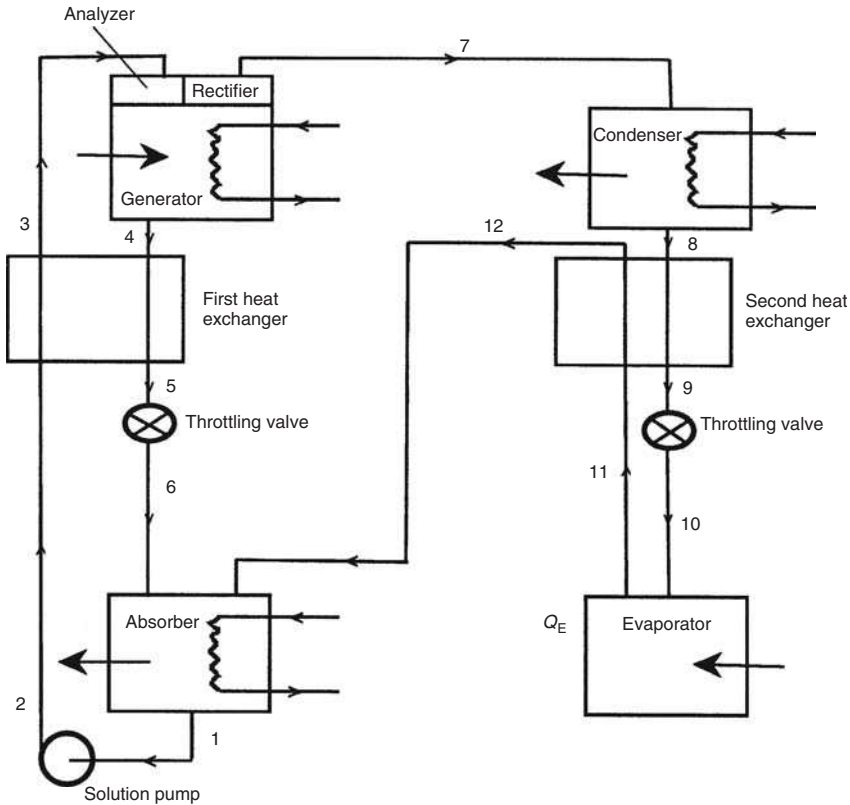 Analyzer
7
Rectifier
Condenser
Generator
3
4
12
8
First heat
exchanger
Second heat
exchanger
5
9
Throttling valve
Throttling valve
6
11
10
Absorber
Q_E
Evaporator
2
1
Solution pump